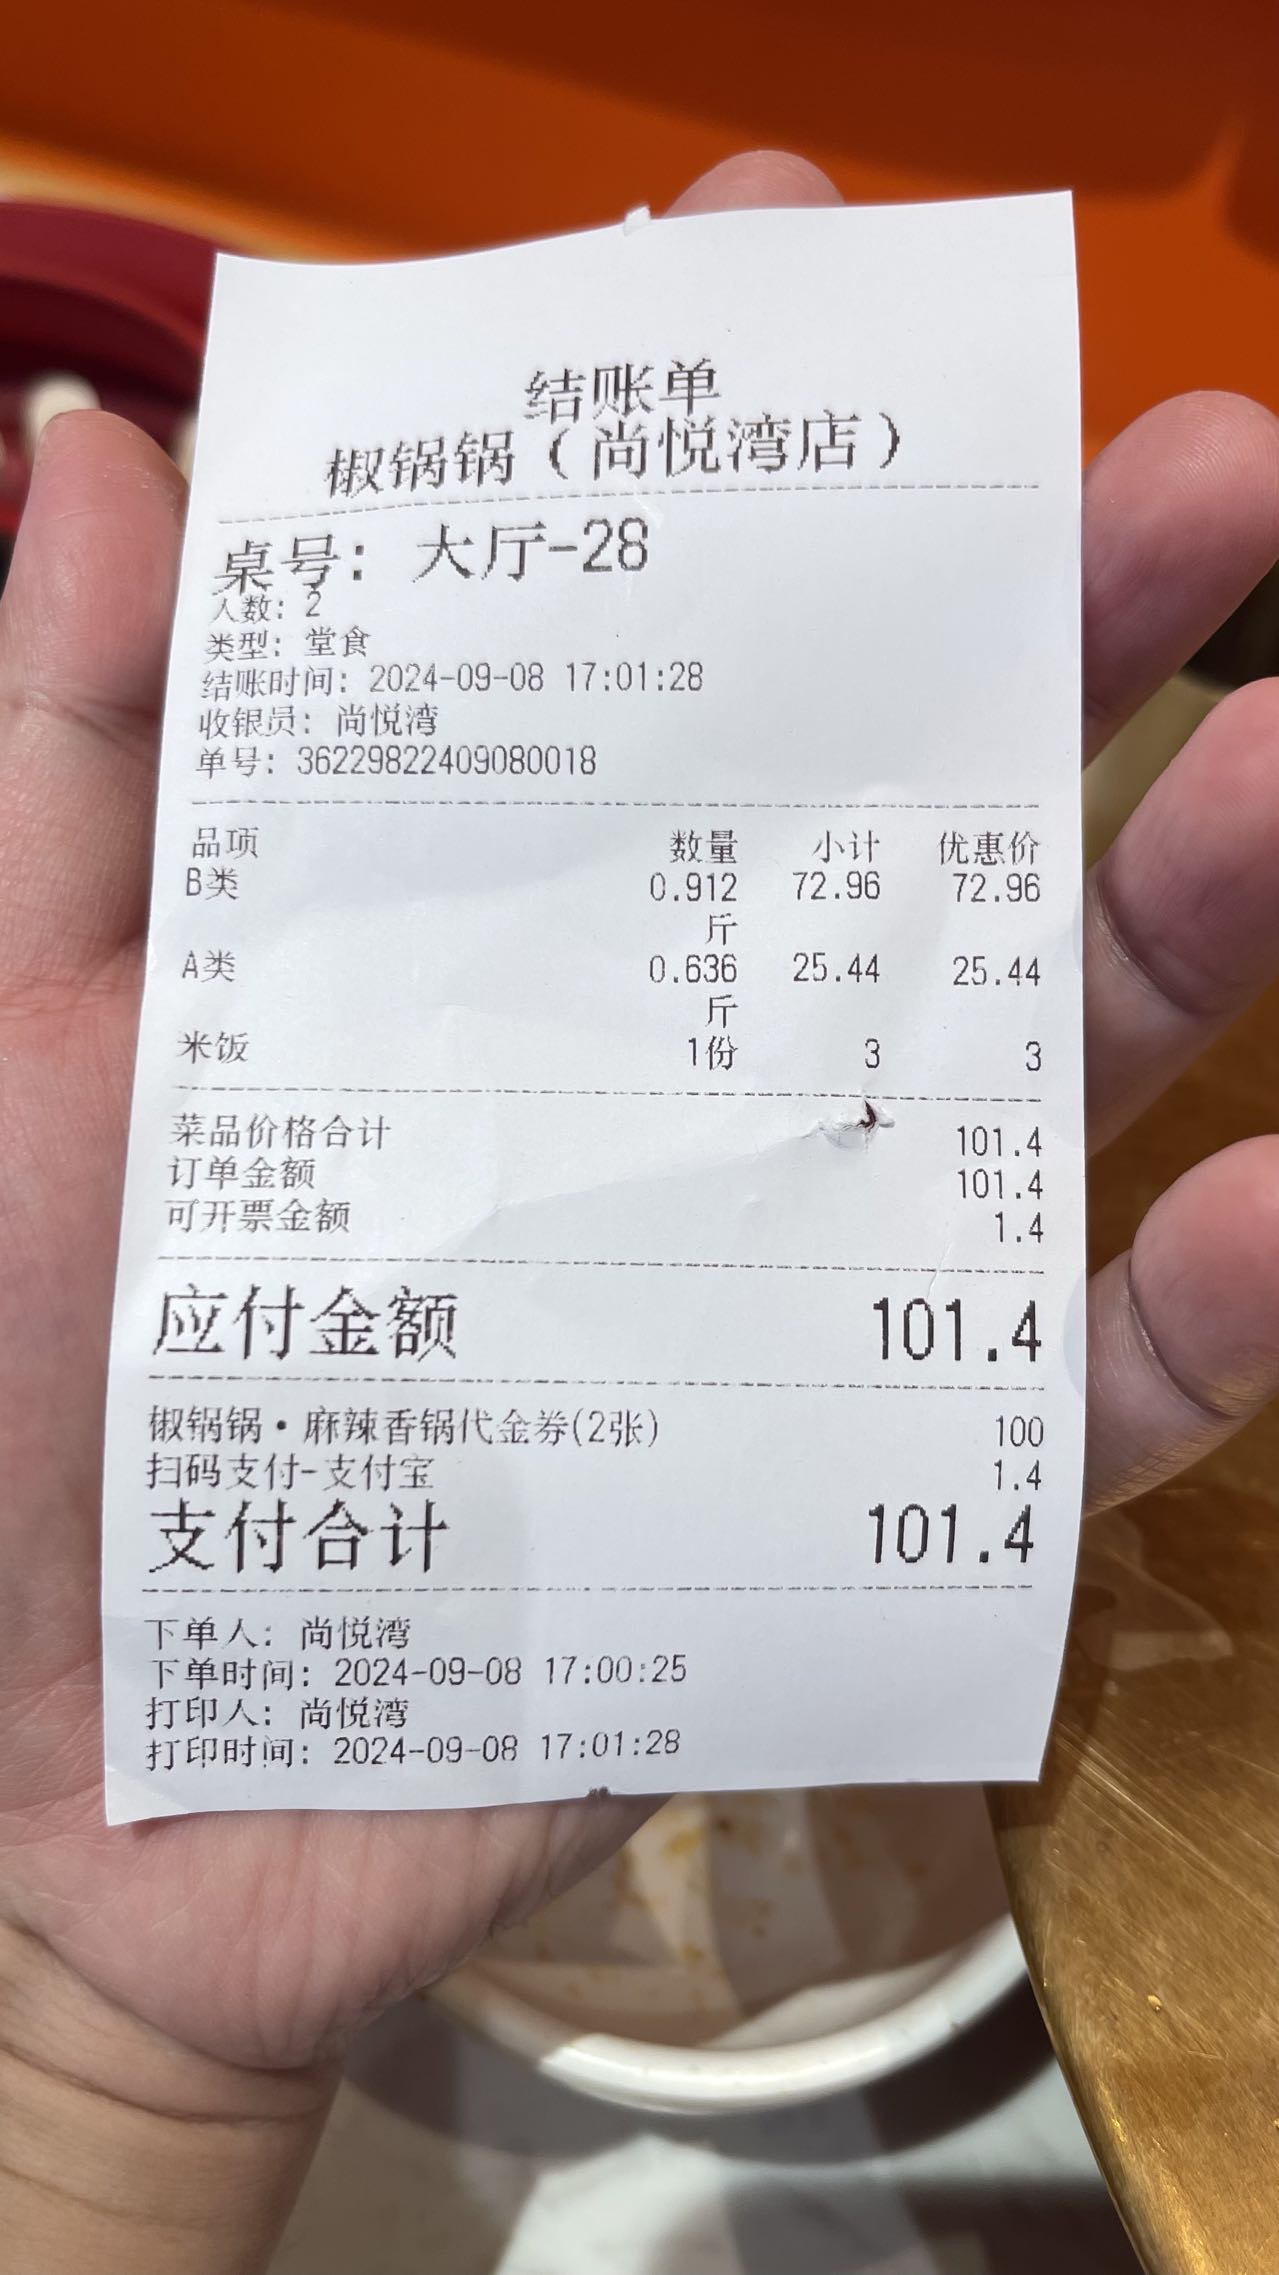 结账单
椒锅锅（尚悦湾店）
桌号：大厅-28
人数：2
类型：堂食
结账时间：2024-09-08 17:01:28
收银员：尚悦湾
单号：36229822409080018
品项 数量 小计 优惠价
B类 0.912 72.96 72.96
斤
A类 0.636 25.44 25.44
斤
米饭 1份 3 3
菜品价格合计 101.4
订单金额 101.4
可开票金额 1.4
应付金额 101.4
椒锅锅·麻辣香锅代金券(2张) 100
扫码支付-支付宝 1.4
支付合计 101.4
下单人：尚悦湾
下单时间：2024-09-08 17:00:25
打印人：尚悦湾
打印时间：2024-09-08 17:01:28